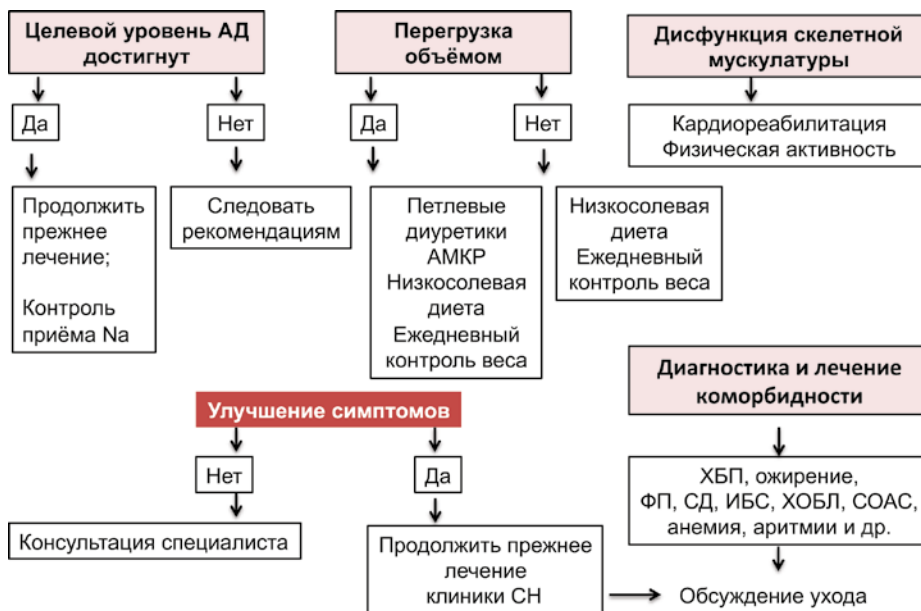 Целевой уровень АД
достигнут
Да
Нет
Продолжить
прежнее
лечение;
Контроль
приёма Na
Следовать
рекомендациям
Перегрузка
объёмом
Да
Нет
Петлевые
диуретики
АМКР
Низкосолевая
диета
Ежедневный
контроль веса
Низкосолевая
диета
Ежедневный
контроль веса
Дисфункция скелетной
мускулатуры
Кардиореабилитация
Физическая активность
Улучшение симптомов
Нет
Да
Консультация специалиста
Продолжить прежнее
лечение
клиники СН
Диагностика и лечение
коморбидности
ХБП, ожирение,
ФП, СД, ИБС, ХОБЛ, СОАС,
анемия, аритмии и др.
Обсуждение ухода